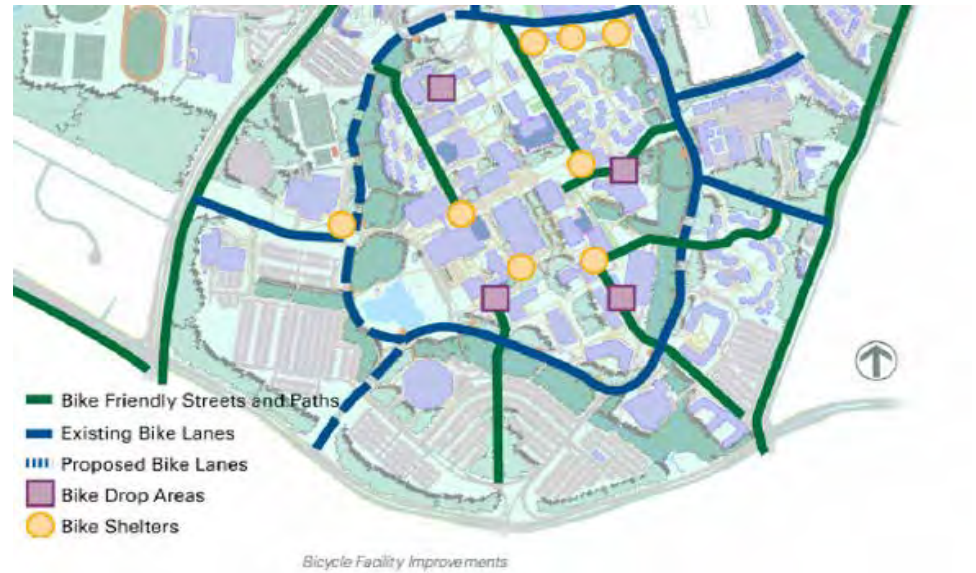 Bike Friendly Streets and Paths
Existing Bike Lanes
Proposed Bike Lanes
Bike Drop Areas
Bike Shelters
Bicycle Facility Improvements